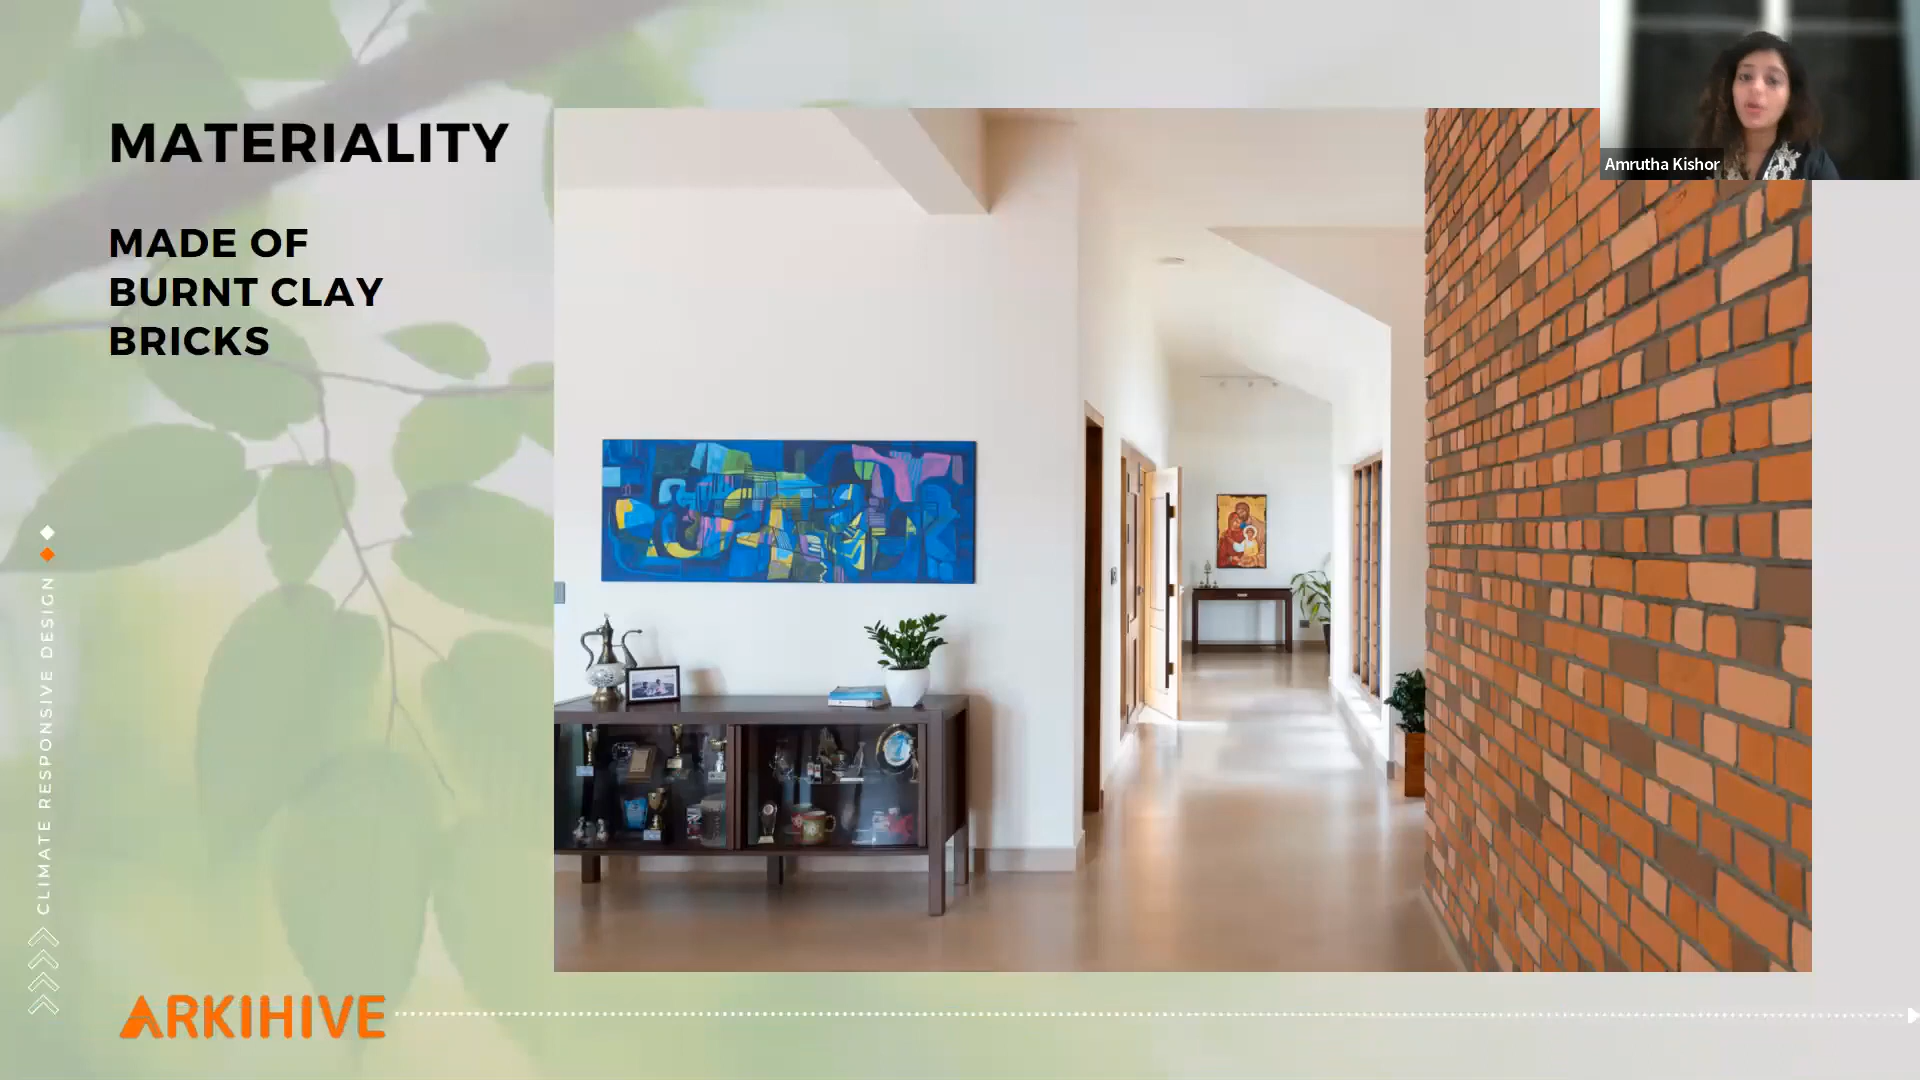 MATERIALITY
MADE OF
BURNT CLAY
BRICKS
Amrutha Kishor
CLIMATE RESPONSIVE DESIGN
ARKIHIVE